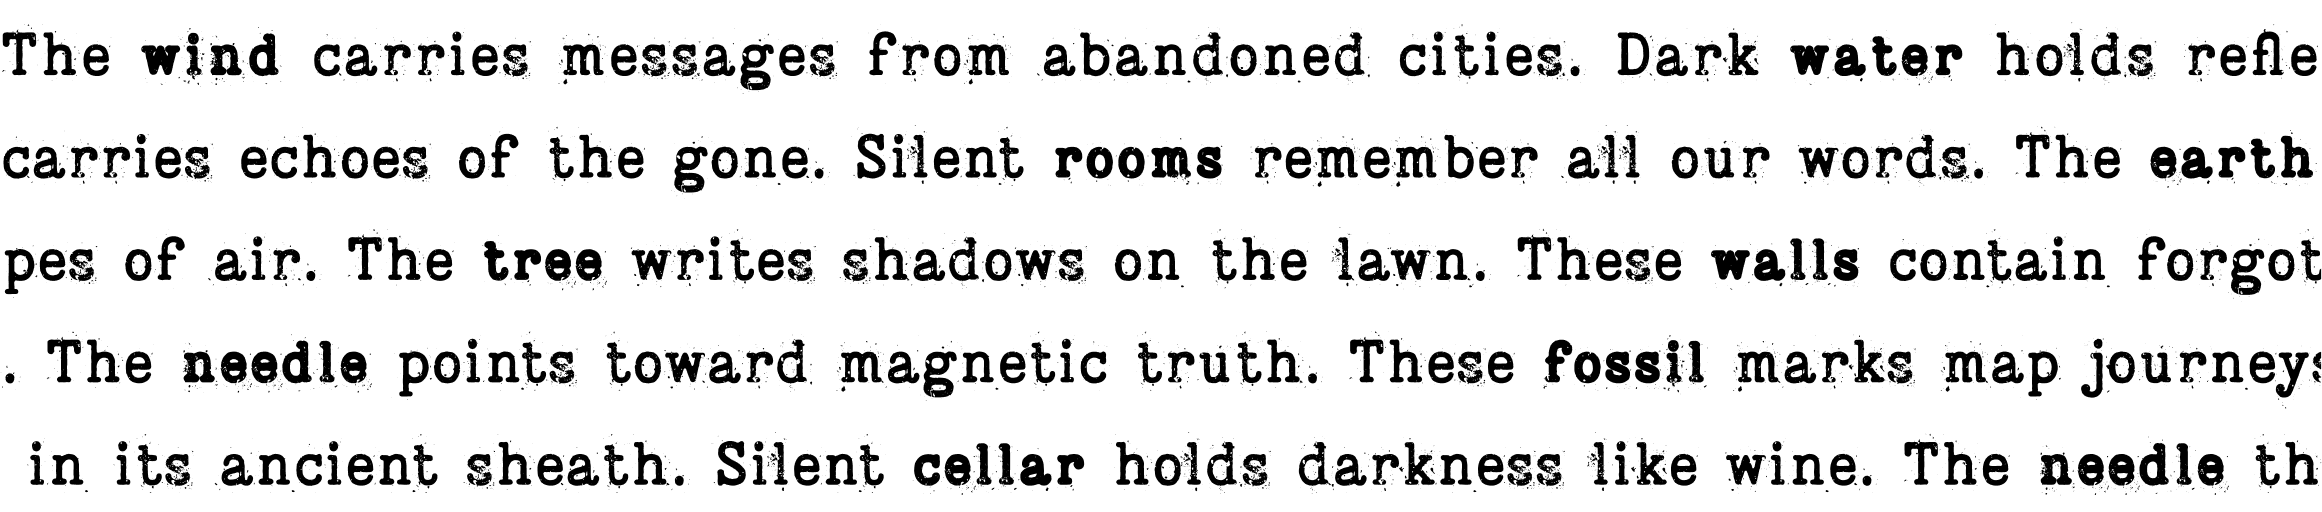 The wind carries messages from abandoned cities. Dark water holds refle
carries echoes of the gone. Silent rooms remember all our words. The earth
pes of air. The tree writes shadows on the lawn. These walls contain forgot
. The needle points toward magnetic truth. These fossil marks map journeys
in its ancient sheath. Silent cellar holds darkness like wine. The needle th